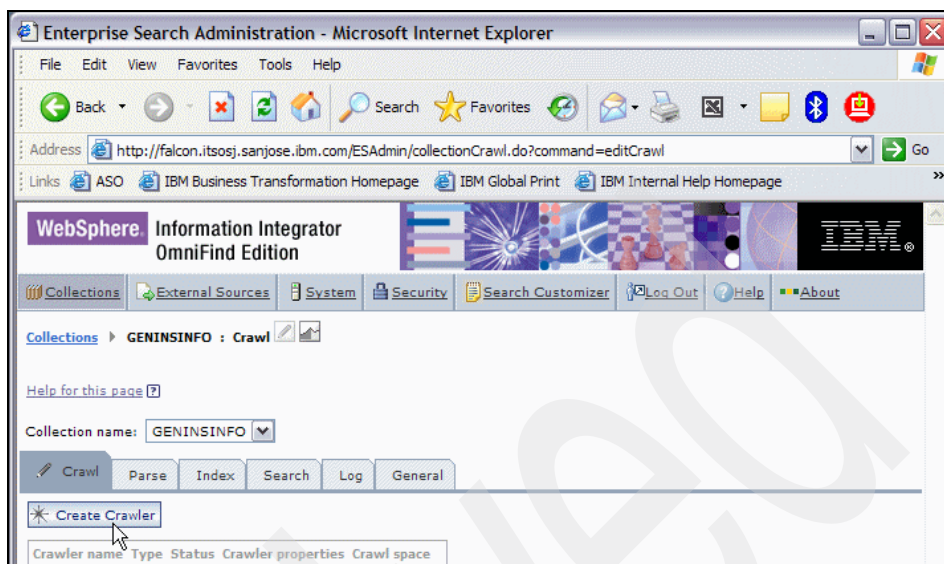 Enterprise Search Administration - Microsoft Internet Explorer
File Edit View Favorites Tools Help
Back Search Favorites
Address http://falcon.itsosj.sanjose.ibm.com/ESAdmin/collectionCrawl.do?command=editCrawl Go
Links ASO IBM Business Transformation Homepage IBM Global Print IBM Internal Help Homepage »
WebSphere. Information Integrator
OmniFind Edition
IBM®
Collections External Sources System Security Search Customizer Log Out Help About
Collections GENINSINFO : Crawl
Help for this page ?
Collection name: GENINSINFO
Crawl Parse Index Search Log General
Create Crawler
Crawler name Type Status Crawler properties Crawl space